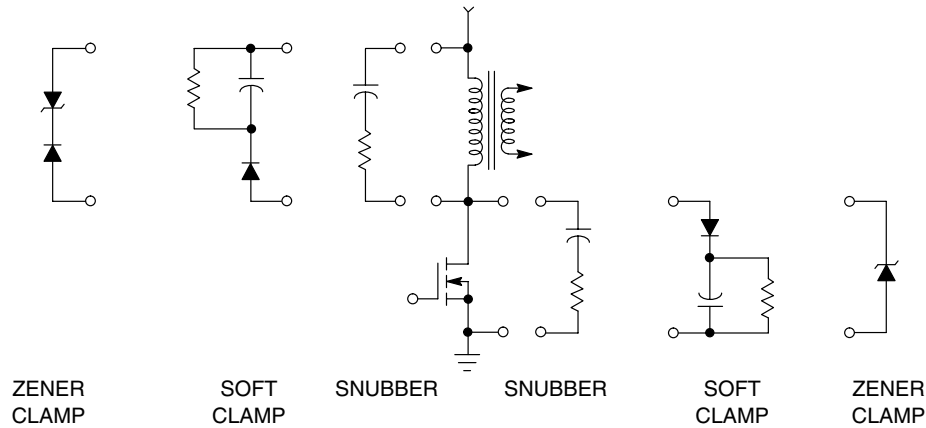 ZENER
CLAMP
SOFT
CLAMP
SNUBBER
SNUBBER
SOFT
CLAMP
ZENER
CLAMP